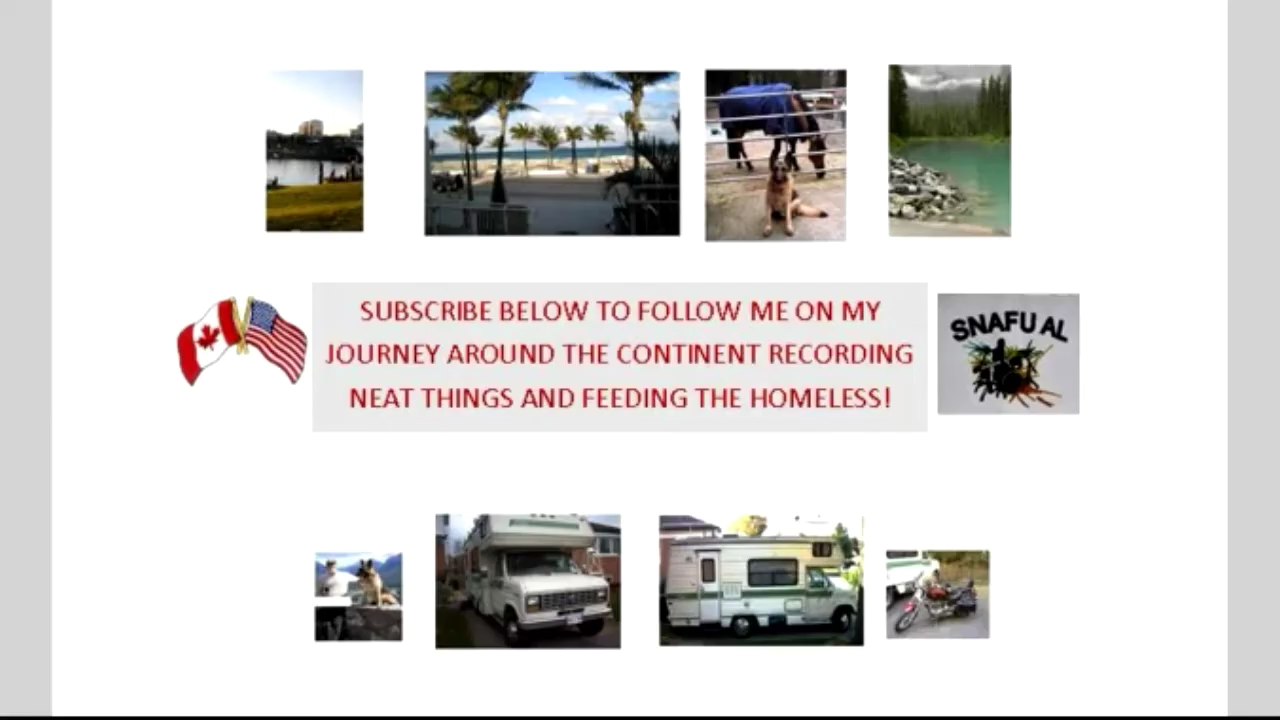 SUBSCRIBE BELOW TO FOLLOW ME ON MY
JOURNEY AROUND THE CONTINENT RECORDING
NEAT THINGS AND FEEDING THE HOMELESS!
SNAFU AL